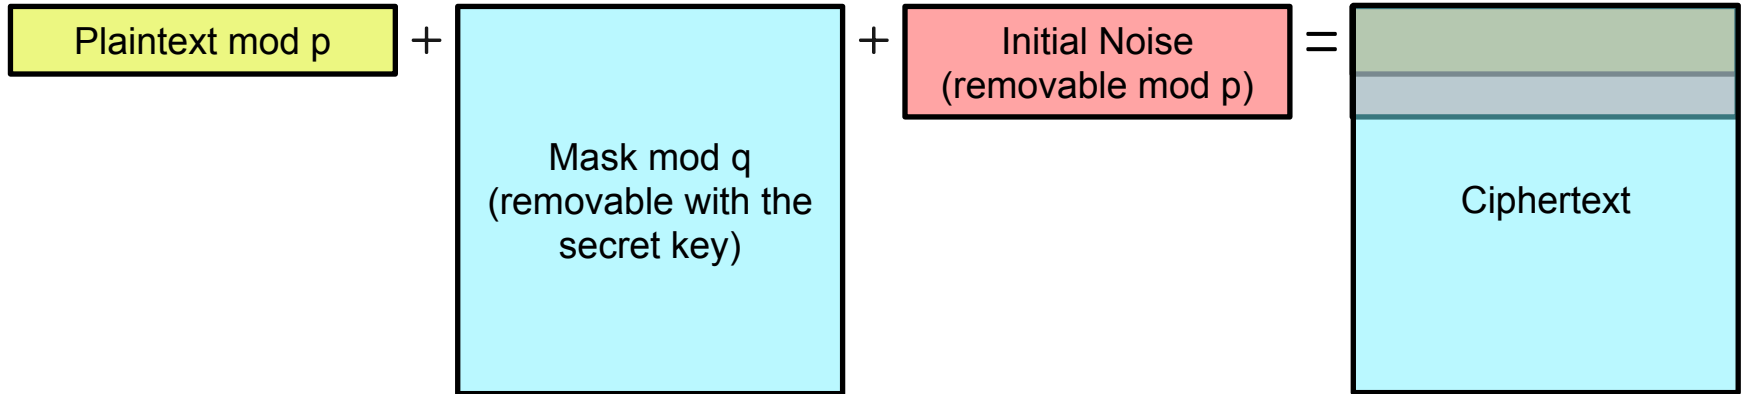 Plaintext mod p
+
Mask mod q
(removable with the
secret key)
+
Initial Noise
(removable mod p)
=
Ciphertext